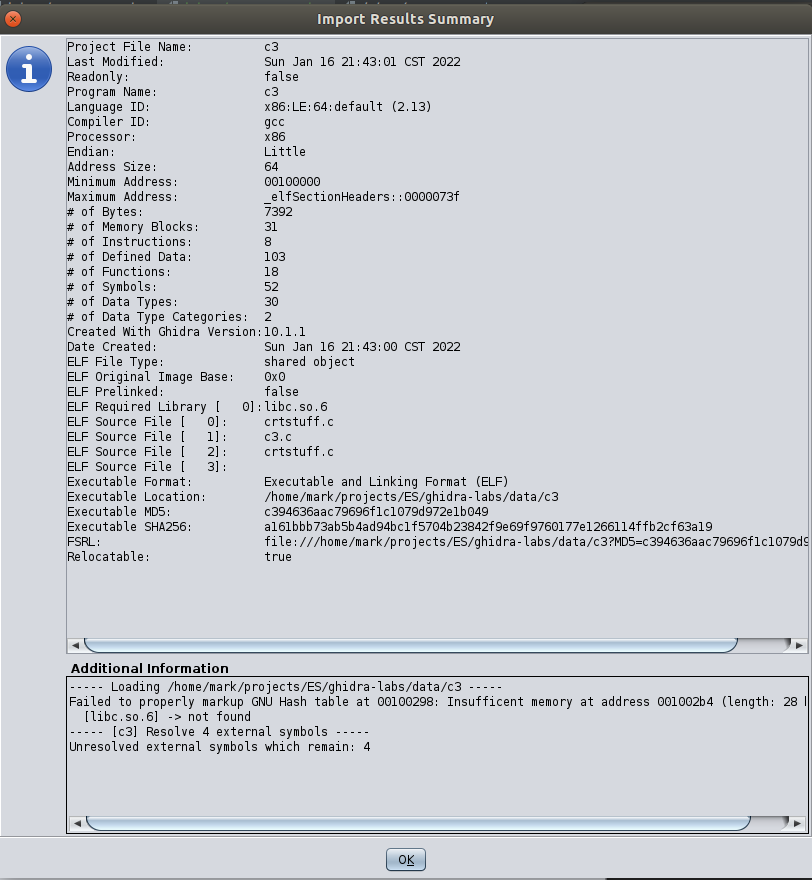 Import Results Summary
Project File Name: c3
Last Modified: Sun Jan 16 21:43:01 CST 2022
Readonly: false
Program Name: c3
Language ID: x86:LE:64:default (2.13)
Compiler ID: gcc
Processor: x86
Endian: Little
Address Size: 64
Minimum Address: 00100000
Maximum Address: _elfSectionHeaders::0000073f
# of Bytes: 7392
# of Memory Blocks: 31
# of Instructions: 8
# of Defined Data: 103
# of Functions: 18
# of Symbols: 52
# of Data Types: 30
# of Data Type Categories: 2
Created With Ghidra Version: 10.1.1
Date Created: Sun Jan 16 21:43:00 CST 2022
ELF File Type: shared object
ELF Original Image Base: 0x0
ELF Prelinked: false
ELF Required Library [ 0]: libc.so.6
ELF Source File [ 0]: crtstuff.c
ELF Source File [ 1]: c3.c
ELF Source File [ 2]: crtstuff.c
ELF Source File [ 3]:
Executable Format: Executable and Linking Format (ELF)
Executable Location: /home/mark/projects/ES/ghidra-labs/data/c3
Executable MD5: c394636aac79696f1c1079d972e1b049
Executable SHA256: a161bbb73ab5b4ad94bc1f5704b23842f9e69f9760177e1266114ffb2cf63a19
FSRL: file:///home/mark/projects/ES/ghidra-labs/data/c3?MD5=c394636aac79696f1c1079d9
Relocatable: true
Additional Information
----- Loading /home/mark/projects/ES/ghidra-labs/data/c3 -----
Failed to properly markup GNU Hash table at 00100298: Insufficent memory at address 001002b4 (length: 28
[libc.so.6] -> not found
----- [c3] Resolve 4 external symbols -----
Unresolved external symbols which remain: 4
OK